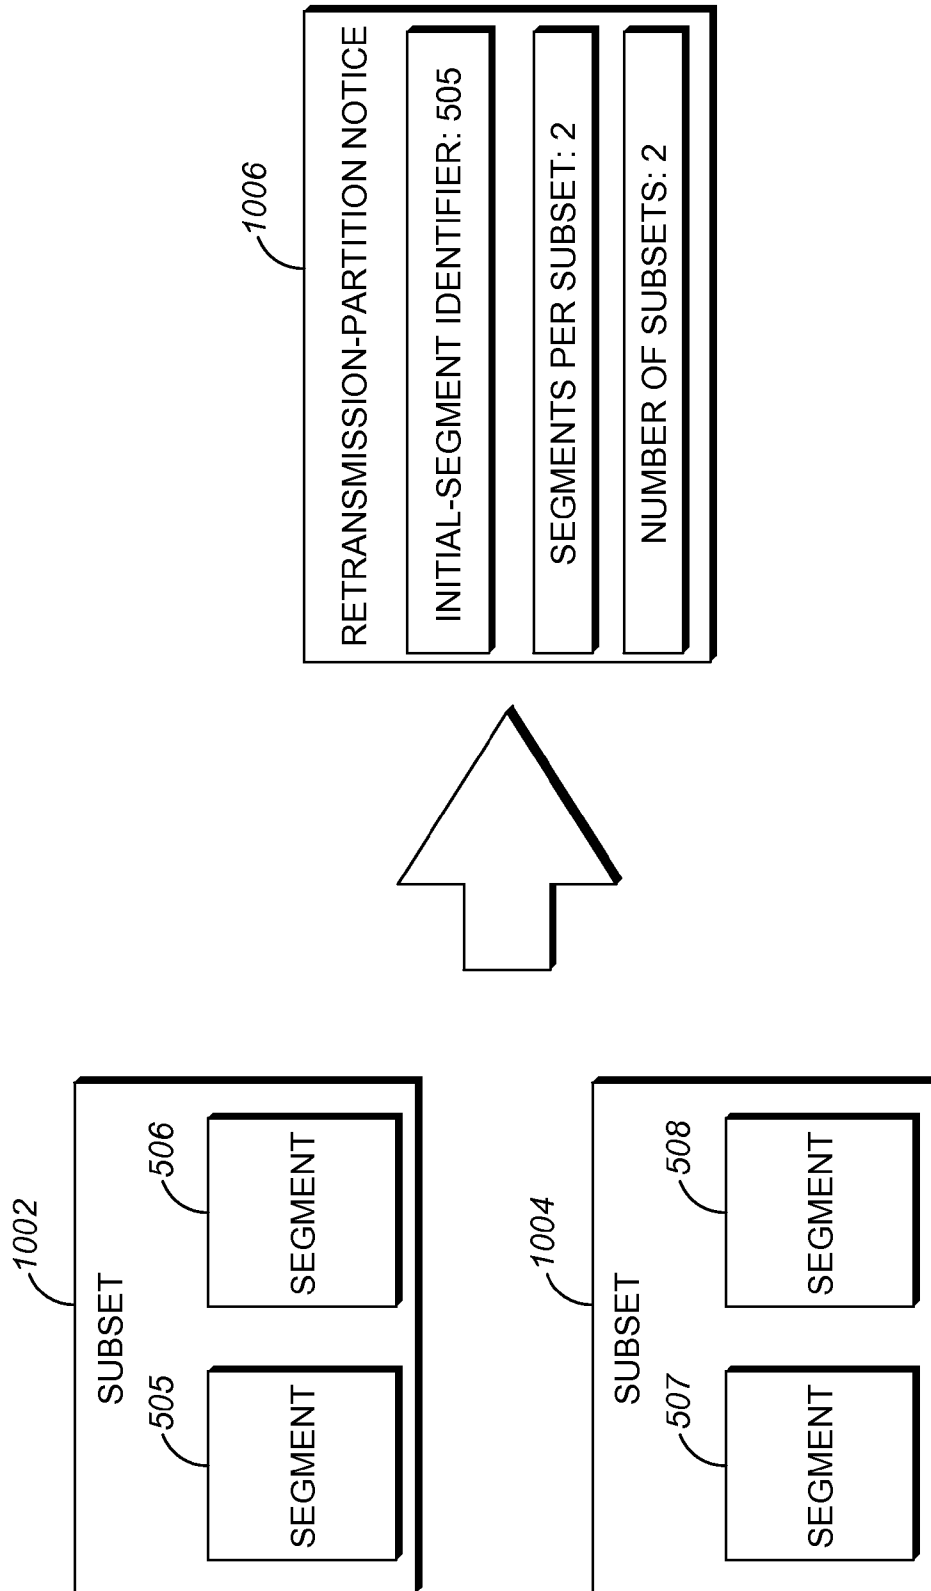 1002
SUBSET
505
506
SEGMENT
SEGMENT
1004
SUBSET
507
508
SEGMENT
SEGMENT
1006
RETRANSMISSION-PARTITION NOTICE
INITIAL-SEGMENT IDENTIFIER: 505
SEGMENTS PER SUBSET: 2
NUMBER OF SUBSETS: 2